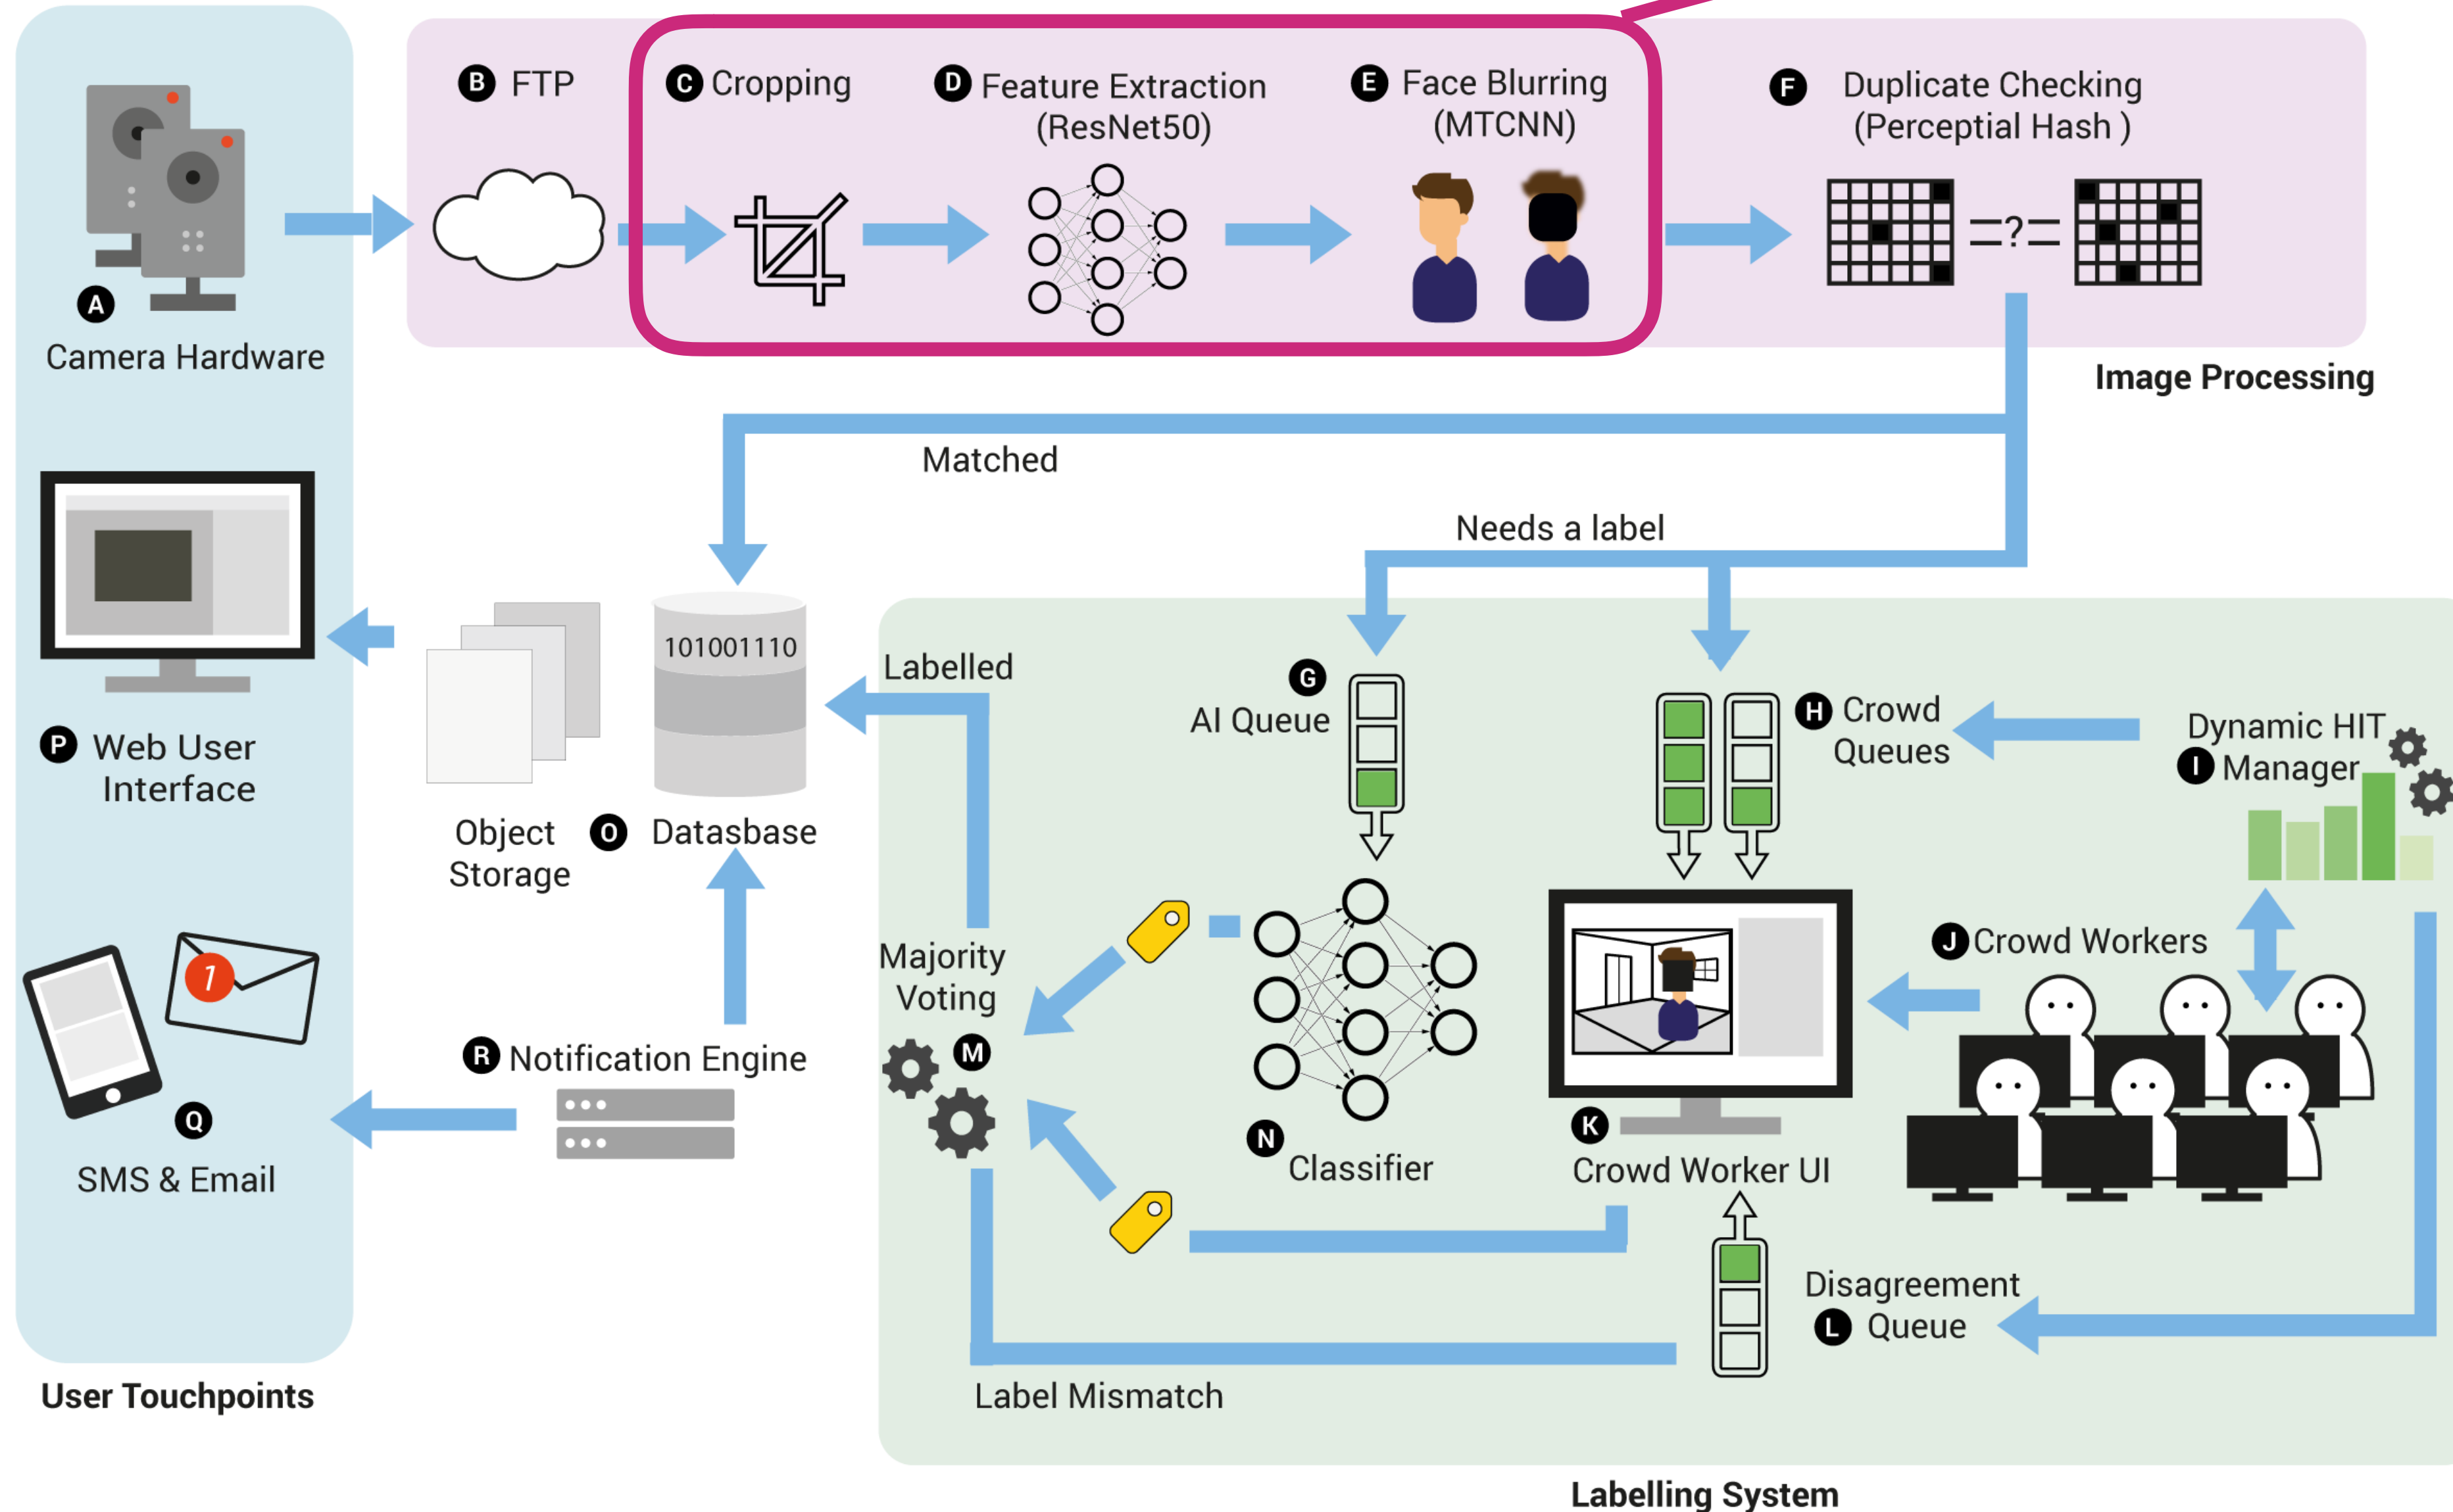 B FTP
C Cropping
D Feature Extraction
(ResNet50)
E Face Blurring
(MTCNN)
F Duplicate Checking
(Perceptial Hash )
=?=
A
Camera Hardware
Image Processing
Matched
Needs a label
101001110
Labelled
G
AI Queue
H Crowd
Queues
Dynamic HIT
I Manager
P Web User
Interface
Object
Storage
O Datasbase
Majority
Voting
M
J Crowd Workers
1
R Notification Engine
Q
SMS & Email
N
Classifier
K
Crowd Worker UI
Disagreement
L Queue
Label Mismatch
User Touchpoints
Labelling System